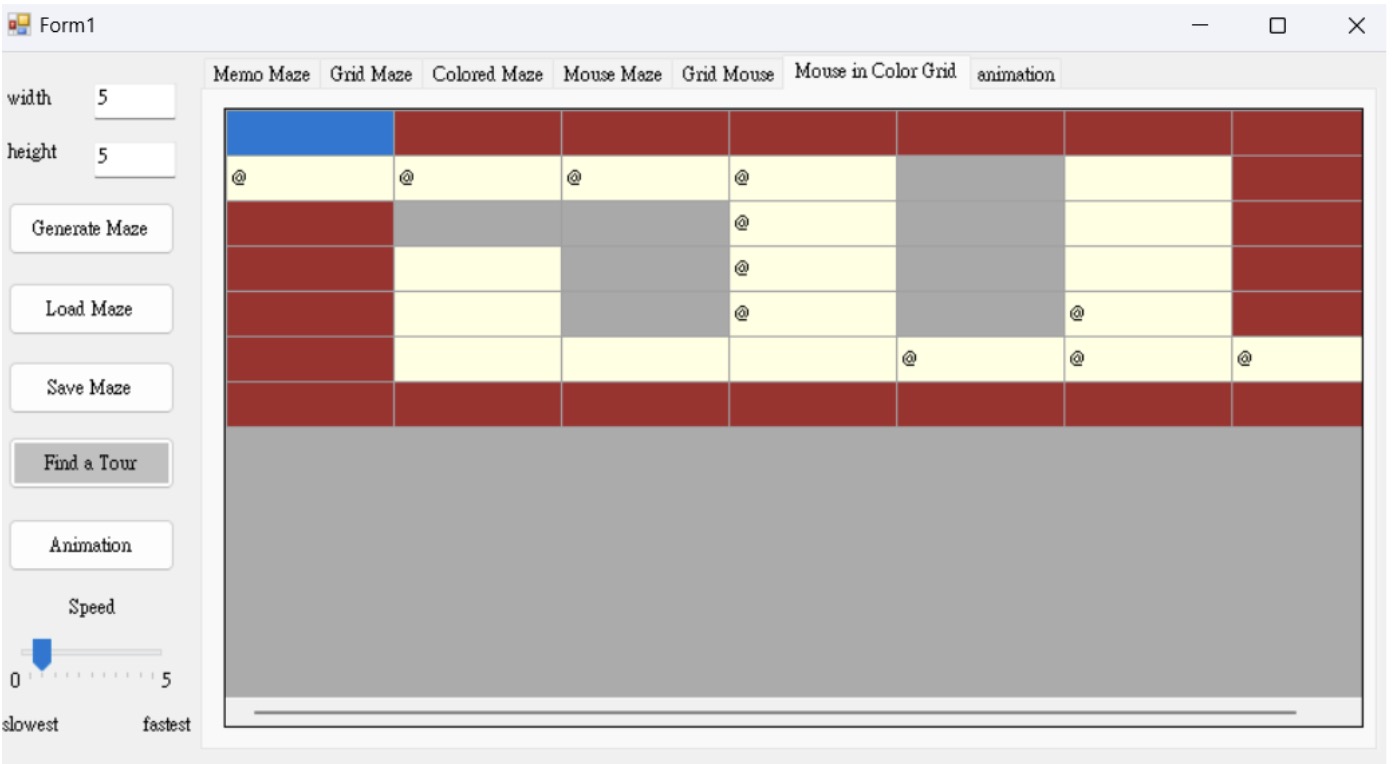 Form1
Memo Maze Grid Maze Colored Maze Mouse Maze Grid Mouse Mouse in Color Grid animation
width 5
height 5
Generate Maze
Load Maze
Save Maze
Find a Tour
Animation
Speed
0 5
slowest fastest
@ @ @ @
@
@
@ @
@ @ @